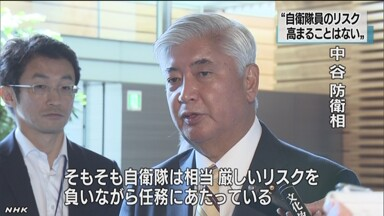 “自衛隊員のリスク
高まることはない„
中谷防衛相
そもそも自衛隊は相当 厳しいリスクを
負いながら任務にあたっている
NHK